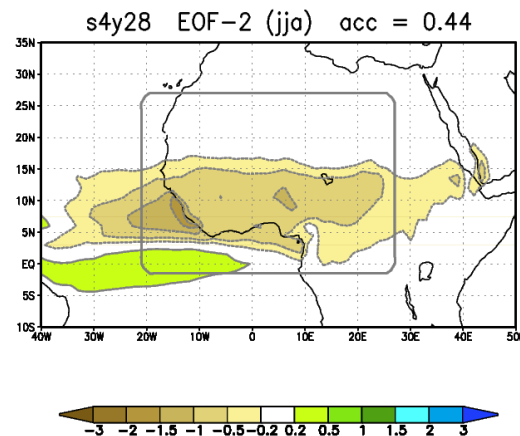 s4y28 EOF-2 (jja) acc = 0.44
35N
30N
25N
20N
15N
10N
5N
EQ
5S
10S
40W 30W 20W 10W 0 10E 20E 30E 40E 50
-3 -2 -1.5 -1 -0.5 -0.2 0.2 0.5 1 1.5 2 3